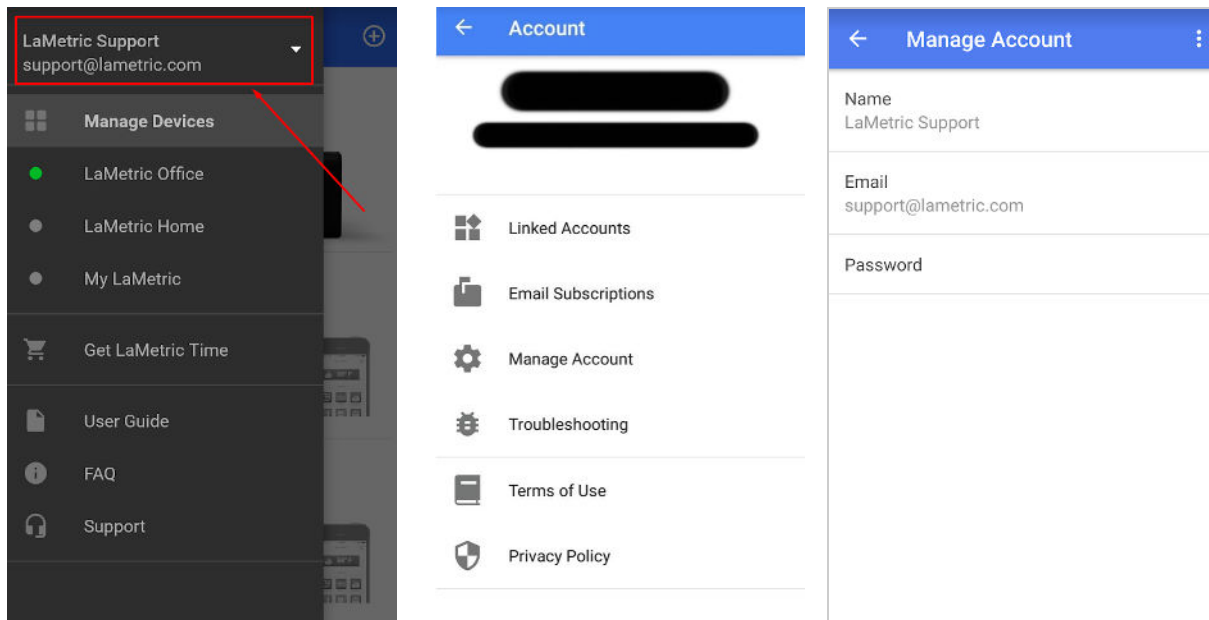 LaMetric Support
support@lametric.com
Manage Devices
LaMetric Office
LaMetric Home
My LaMetric
Get LaMetric Time
User Guide
FAQ
Support
Account
Linked Accounts
Email Subscriptions
Manage Account
Troubleshooting
Terms of Use
Privacy Policy
Manage Account
Name
LaMetric Support
Email
support@lametric.com
Password